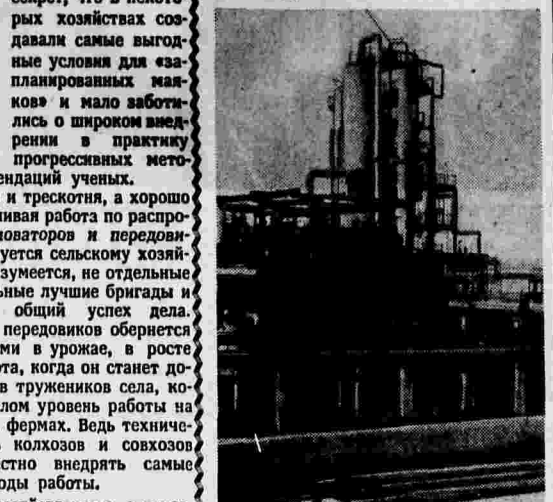 рых хозяйствах соз-
давали самые выгод-
ные условия для «за-
планированных мая-
ков» и мало заботи-
лись о широком внед-
рении в практику
прогрессивных мето-
ендаций ученых.
и трескотня, а хорошо
ливая работа по распро-
новаторов и передови-
уется сельскому хозяй-
зумеется, не отдельные
ьные лучшие бригады и
общий успех дела.
передовиков обернется
ми в урожае, в росте
та, когда он станет до-
в тружеников села, ко-
лом уровень работы на
фермах. Ведь техниче-
колхозов и совхозов
стно внедрять самые
оды работы.